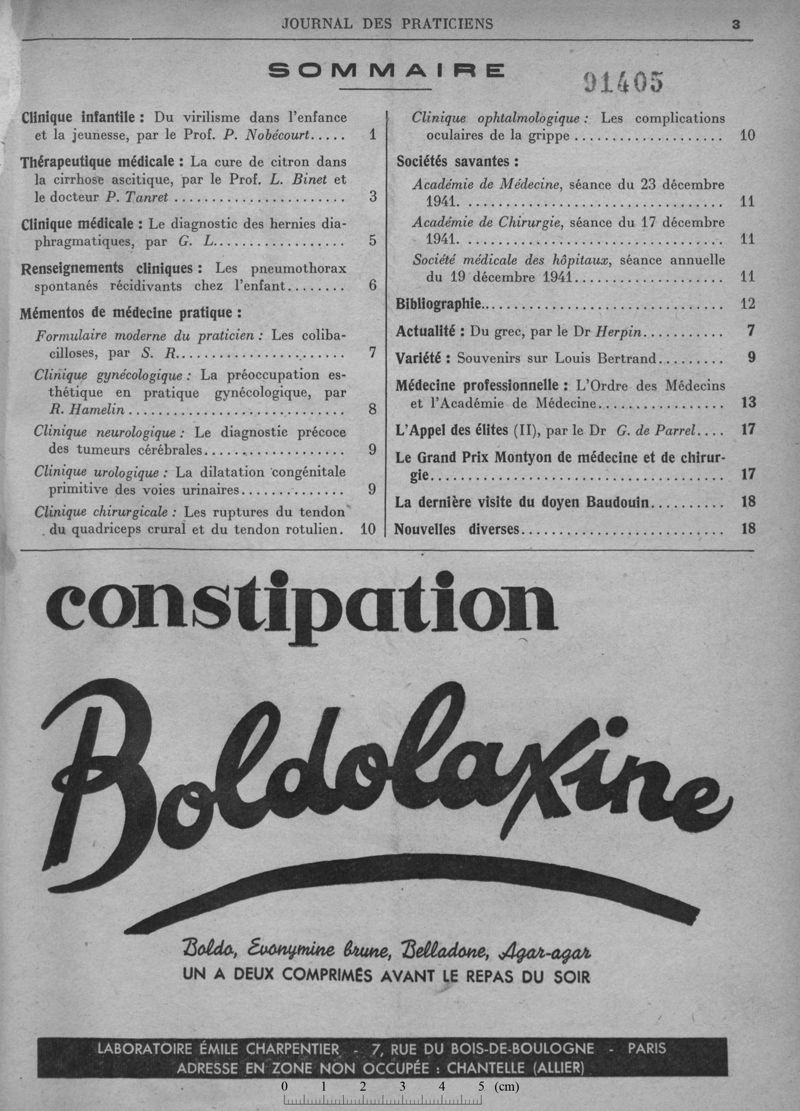 JOURNAL DES PRATICIENS 3
SOMMAIRE
91405
Clinique infantile : Du virilisme dans l'enfance
et la jeunesse, par le Prof. P. Nobécourt..... 1
Thérapeutique médicale : La cure de citron dans
la cirrhose ascitique, par le Prof. L. Binet et
le docteur P. Tanret ........................ 3
Clinique médicale : Le diagnostic des hernies dia-
phragmatiques, par G. L.................. 5
Renseignements cliniques : Les pneumothorax
spontanés récidivants chez l'enfant........ 6
Mémentos de médecine pratique :
Formulaire moderne du praticien : Les coliba-
cilloses, par S. R........................ 7
Clinique gynécologique : La préoccupation es-
thétique en pratique gynécologique, par
R. Hamelin .............................. 8
Clinique neurologique : Le diagnostic précoce
des tumeurs cérébrales.................... 9
Clinique urologique : La dilatation congénitale
primitive des voies urinaires............... 9
Clinique chirurgicale : Les ruptures du tendon
du quadriceps crural et du tendon rotulien. 10
Clinique ophtalmologique : Les complications
oculaires de la grippe .................... 10
Sociétés savantes :
Académie de Médecine, séance du 23 décembre
1941. ................................... 11
Académie de Chirurgie, séance du 17 décembre
1941. ................................... 11
Société médicale des hôpitaux, séance annuelle
du 19 décembre 1941..................... 11
Bibliographie.................................. 12
Actualité : Du grec, par le Dr Herpin........... 7
Variété : Souvenirs sur Louis Bertrand......... 9
Médecine professionnelle : L'Ordre des Médecins
et l'Académie de Médecine................. 13
L'Appel des élites (II), par le Dr G. de Parrel.... 17
Le Grand Prix Montyon de médecine et de chirur-
gie......................................... 17
La dernière visite du doyen Baudouin.......... 18
Nouvelles diverses............................ 18
constipation
Boldolaxine
Boldo, Evonymine brune, Belladone, Agar-agar
UN A DEUX COMPRIMÉS AVANT LE REPAS DU SOIR
LABORATOIRE ÉMILE CHARPENTIER - 7, RUE DU BOIS-DE-BOULOGNE - PARIS
ADRESSE EN ZONE NON OCCUPÉE : CHANTELLE (ALLIER)
0 1 2 3 4 5 (cm)